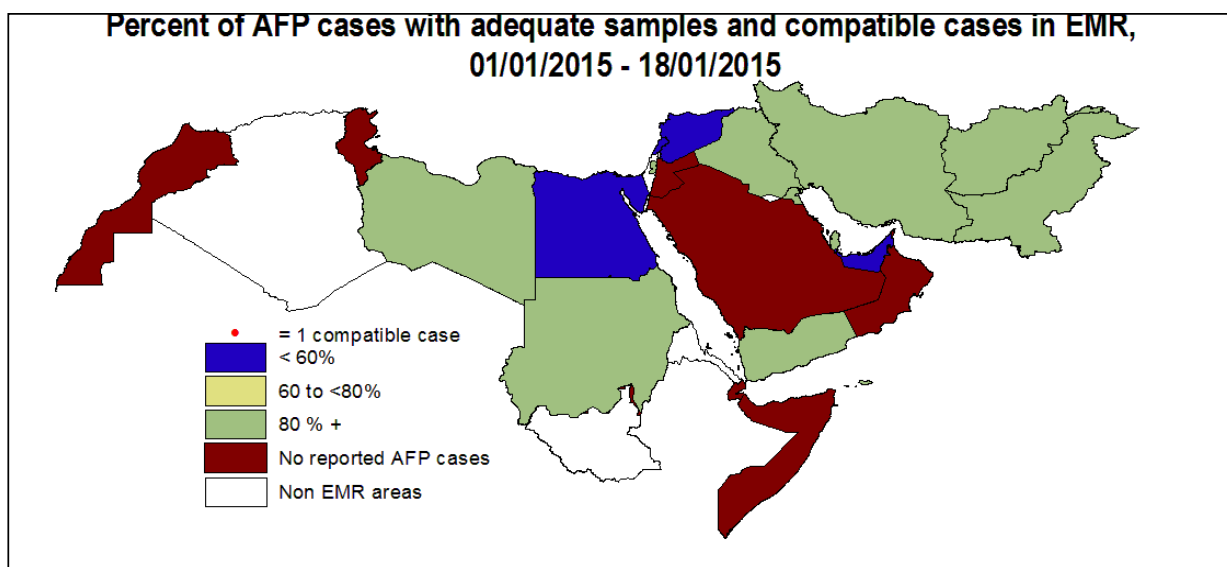 Percent of AFP cases with adequate samples and compatible cases in EMR,
01/01/2015 - 18/01/2015
= 1 compatible case
< 60%
60 to <80%
80 % +
No reported AFP cases
Non EMR areas